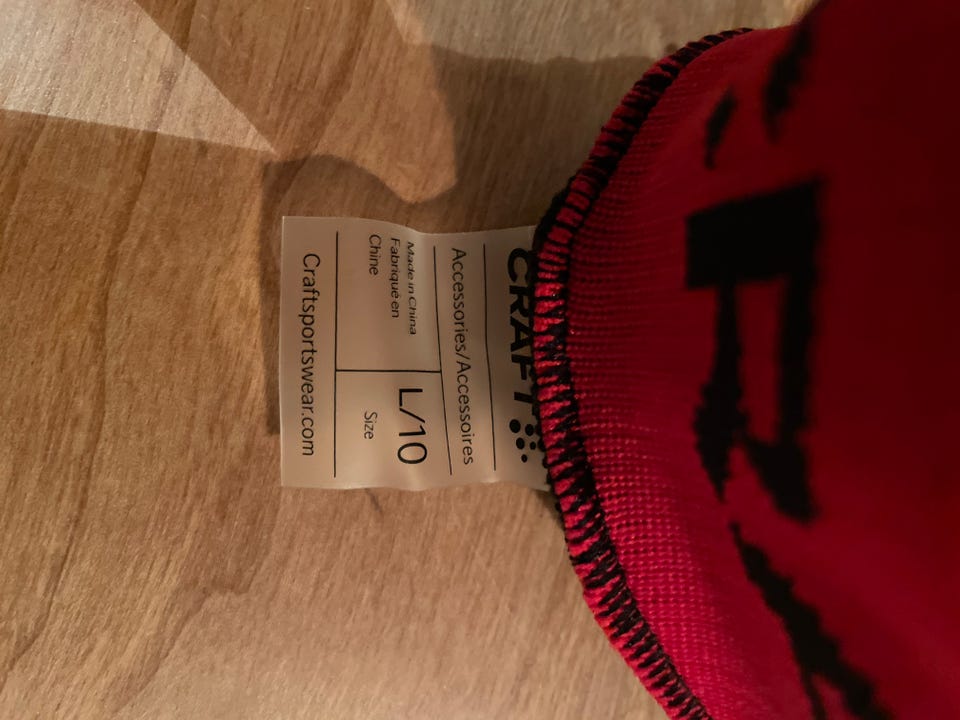 CRAFT
Accessories/Accessoires
Made in China
Fabriqué en
Chine
L/10
Size
Craftsportswear.com